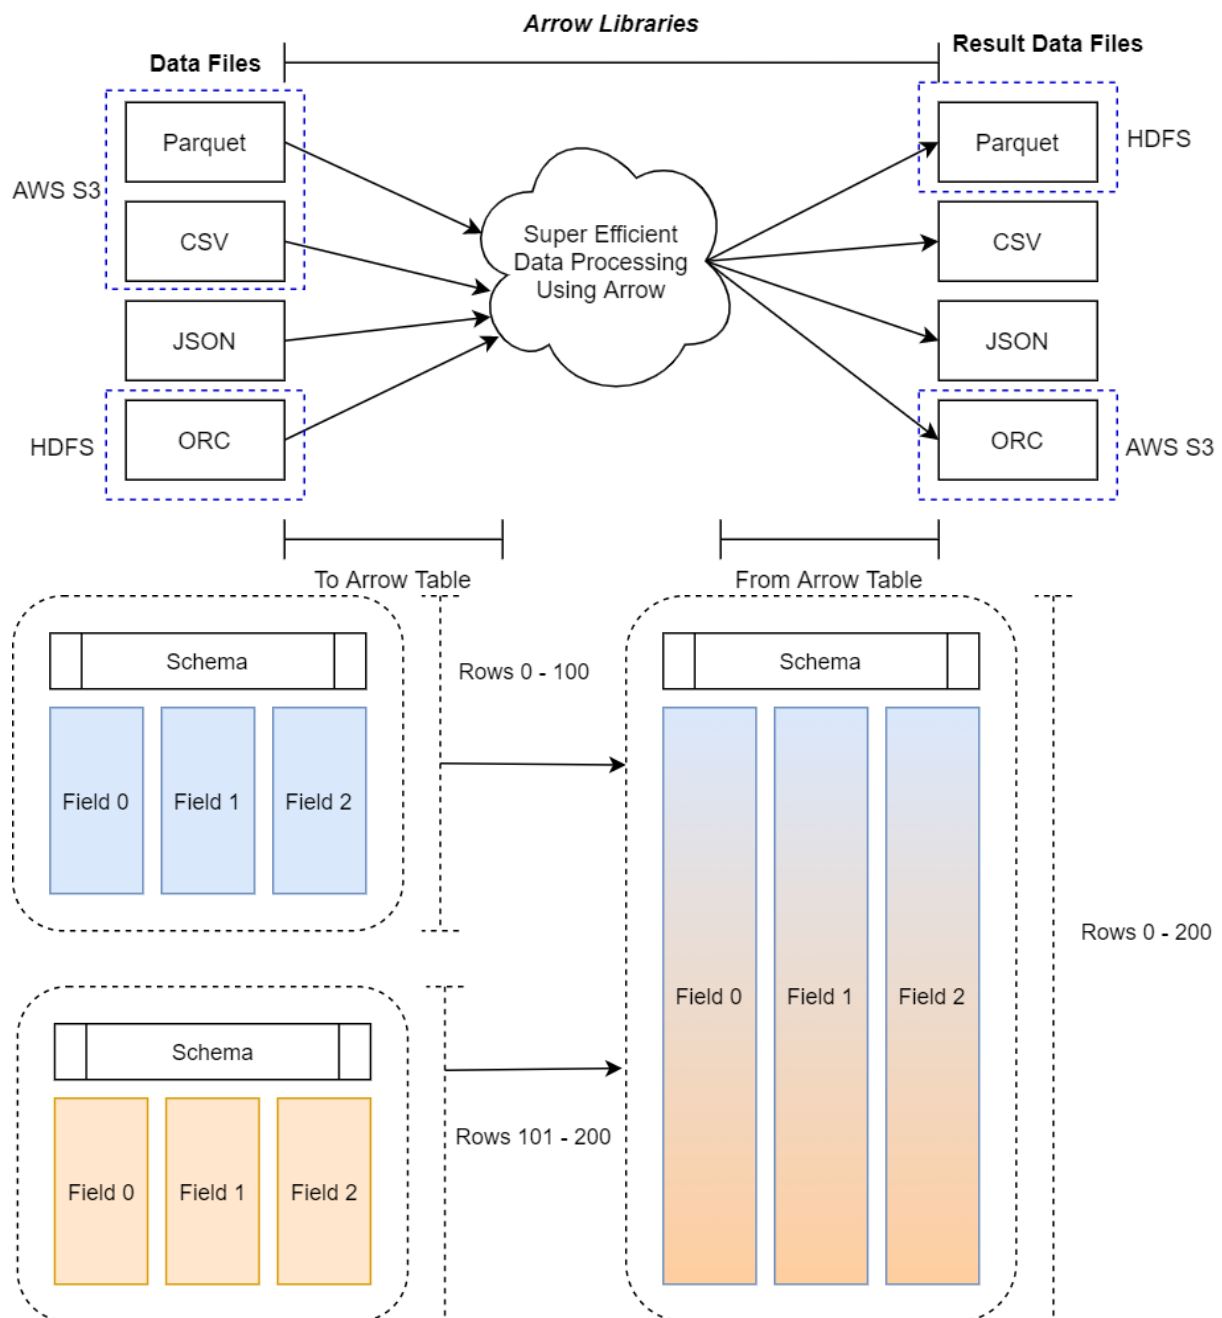 Arrow Libraries
Data Files
Result Data Files
Parquet
AWS S3
CSV
JSON
HDFS
ORC
Super Efficient
Data Processing
Using Arrow
Parquet
HDFS
CSV
JSON
ORC
AWS S3
To Arrow Table
From Arrow Table
Schema
Rows 0 - 100
Field 0
Field 1
Field 2
Schema
Rows 101 - 200
Field 0
Field 1
Field 2
Schema
Field 0
Field 1
Field 2
Rows 0 - 200